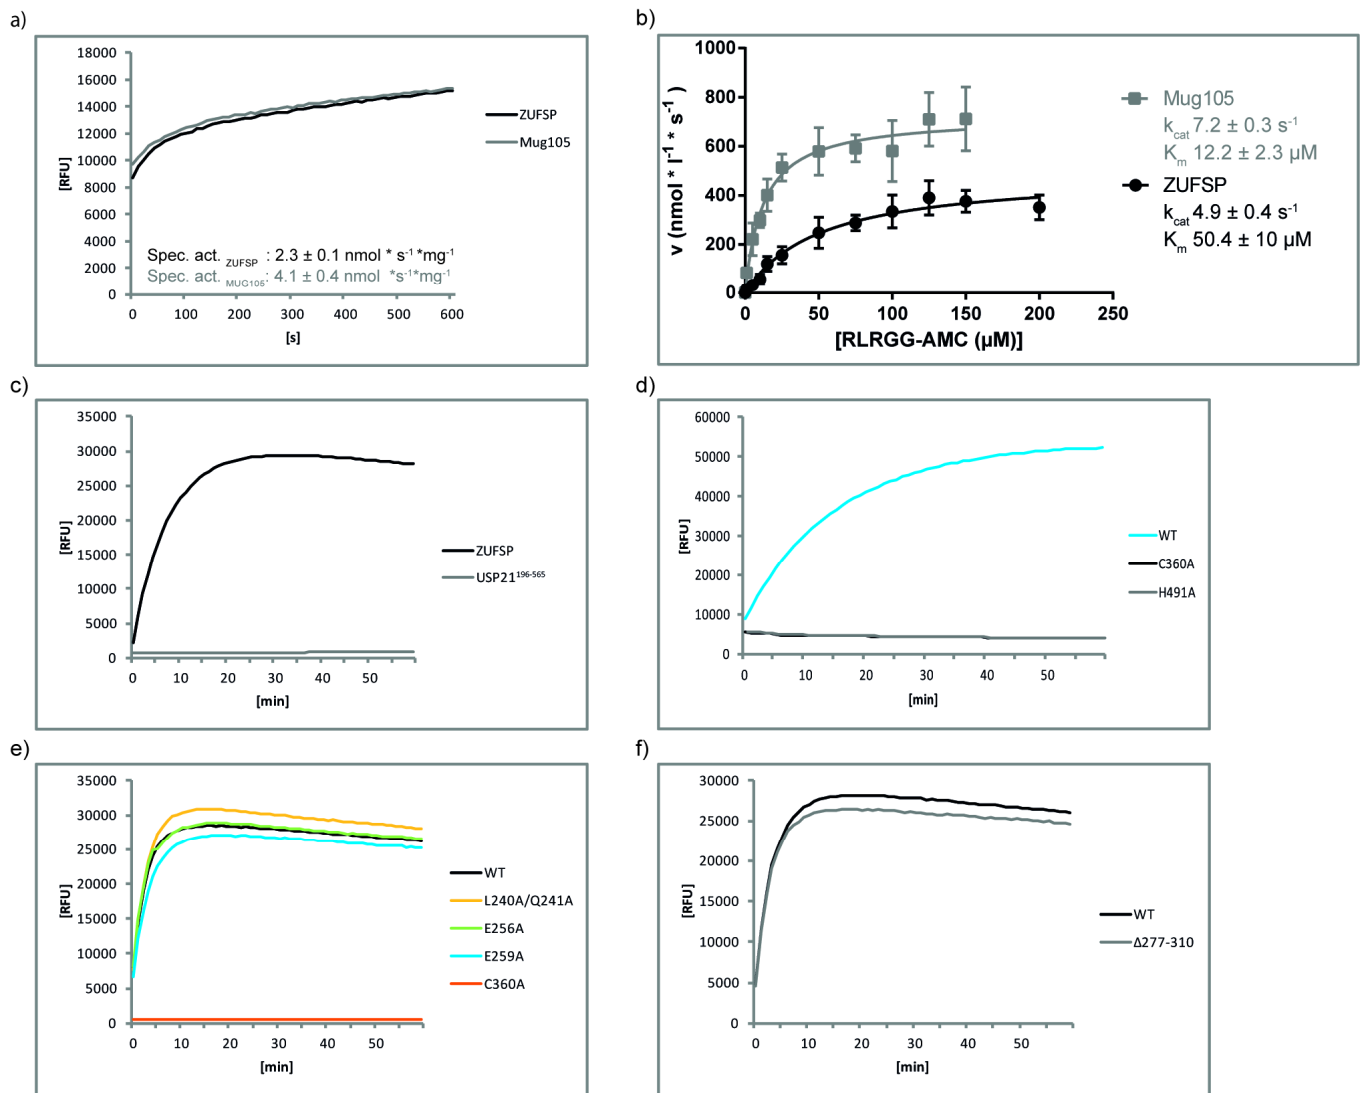 a)
18000
16000
14000
12000
10000
8000
6000
4000
2000
0
[RFU]
ZUFSP
Mug105
Spec. act. ZUFSP : 2.3 ± 0.1 nmol * s-1 *mg-1
Spec. act. MUG105: 4.1 ± 0.4 nmol *s-1*mg-1
0 100 200 300 400 500 600
[s]
b)
1000
800
600
400
200
0
v (nmol * l-1 * s-1)
Mug105
kcat 7.2 ± 0.3 s-1
Km 12.2 ± 2.3 µM
ZUFSP
kcat 4.9 ± 0.4 s-1
Km 50.4 ± 10 µM
0 50 100 150 200 250
[RLRGG-AMC (µM)]
c)
35000
30000
25000
20000
15000
10000
5000
0
[RFU]
ZUFSP
USP21196-565
0 10 20 30 40 50
[min]
d)
60000
50000
40000
30000
20000
10000
0
[RFU]
WT
C360A
H491A
0 10 20 30 40 50
[min]
e)
35000
30000
25000
20000
15000
10000
5000
0
[RFU]
WT
L240A/Q241A
E256A
E259A
C360A
0 10 20 30 40 50
[min]
f)
30000
25000
20000
15000
10000
5000
0
[RFU]
WT
Δ277-310
0 10 20 30 40 50
[min]